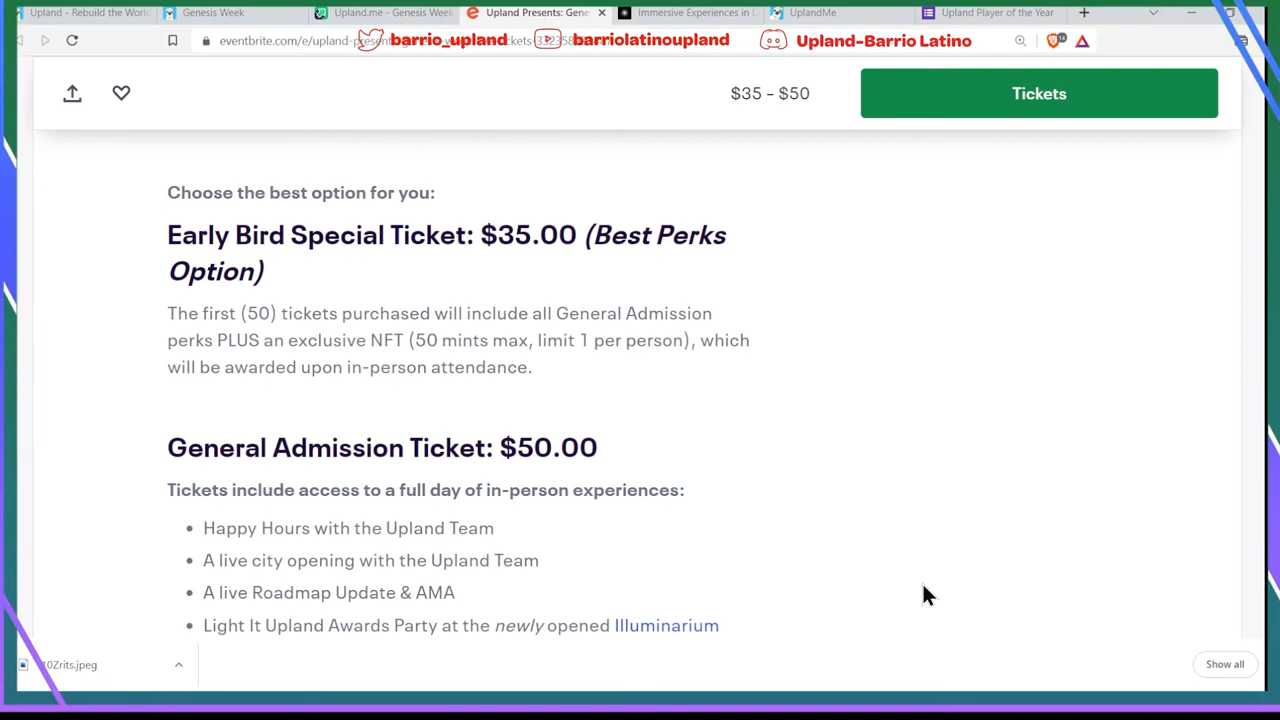 Upland - Rebuild the World
Genesis Week
Upland.me - Genesis Week
Upland Presents: Gene
Immersive Experiences in L
UplandMe
Upland Player of the Year
eventbrite.com/e/upland-present
barrio_upland
barriolatinoupland
Upland-Barrio Latino
$35 – $50
Tickets
Choose the best option for you:
Early Bird Special Ticket: $35.00 (Best Perks
Option)
The first (50) tickets purchased will include all General Admission
perks PLUS an exclusive NFT (50 mints max, limit 1 per person), which
will be awarded upon in-person attendance.
General Admission Ticket: $50.00
Tickets include access to a full day of in-person experiences:
• Happy Hours with the Upland Team
• A live city opening with the Upland Team
• A live Roadmap Update & AMA
• Light It Upland Awards Party at the newly opened Illuminarium
10Zrits.jpeg
Show all